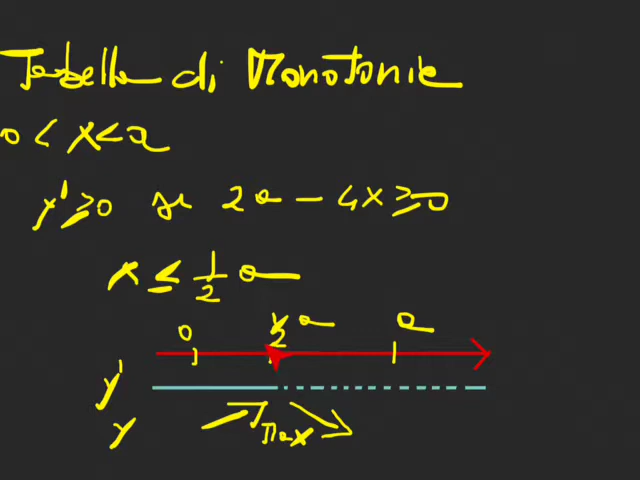 Tabella di Monotonia
0 < x < a
y' ≥ 0 se 2a - 4x ≥ 0
x ≤ 1/2 a
0 1/2 a a
y'
y Max